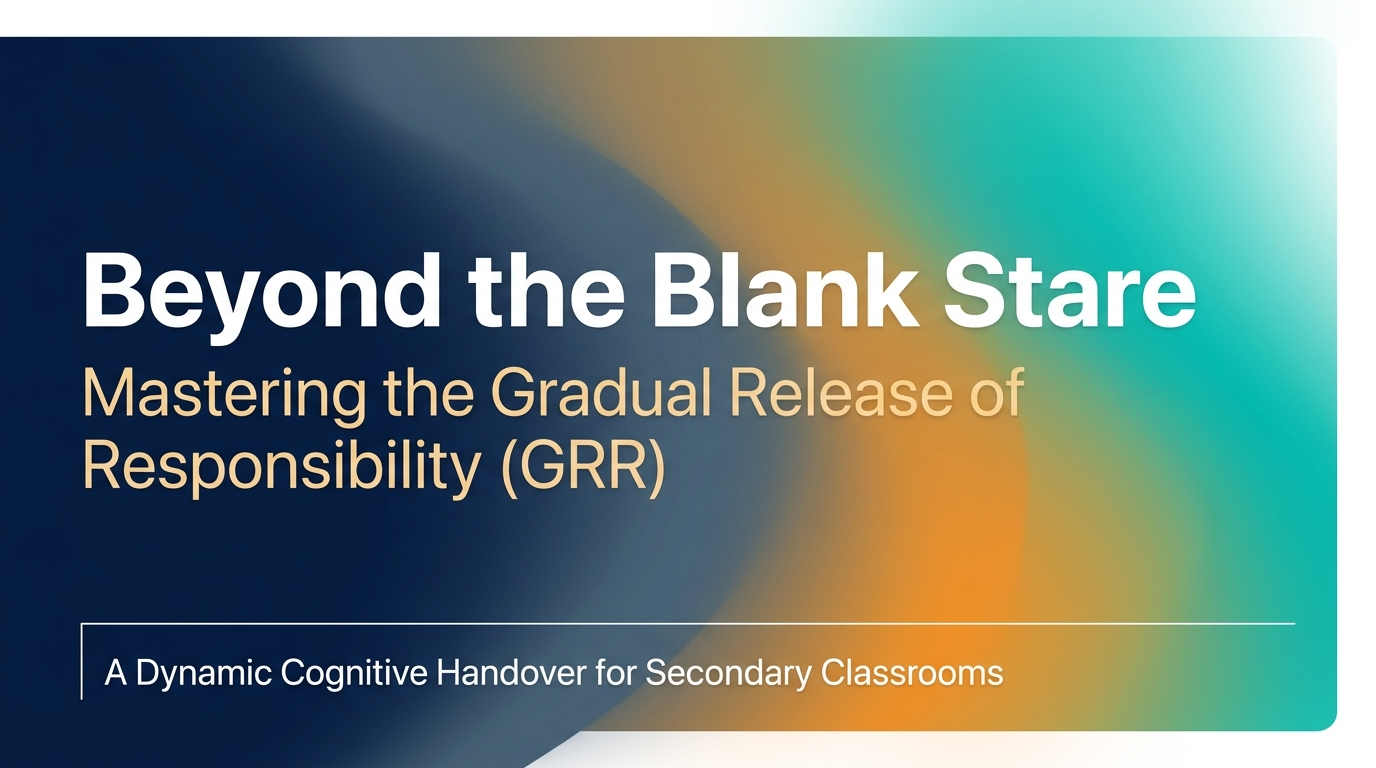 Beyond the Blank Stare
Mastering the Gradual Release of
Responsibility (GRR)
A Dynamic Cognitive Handover for Secondary Classrooms